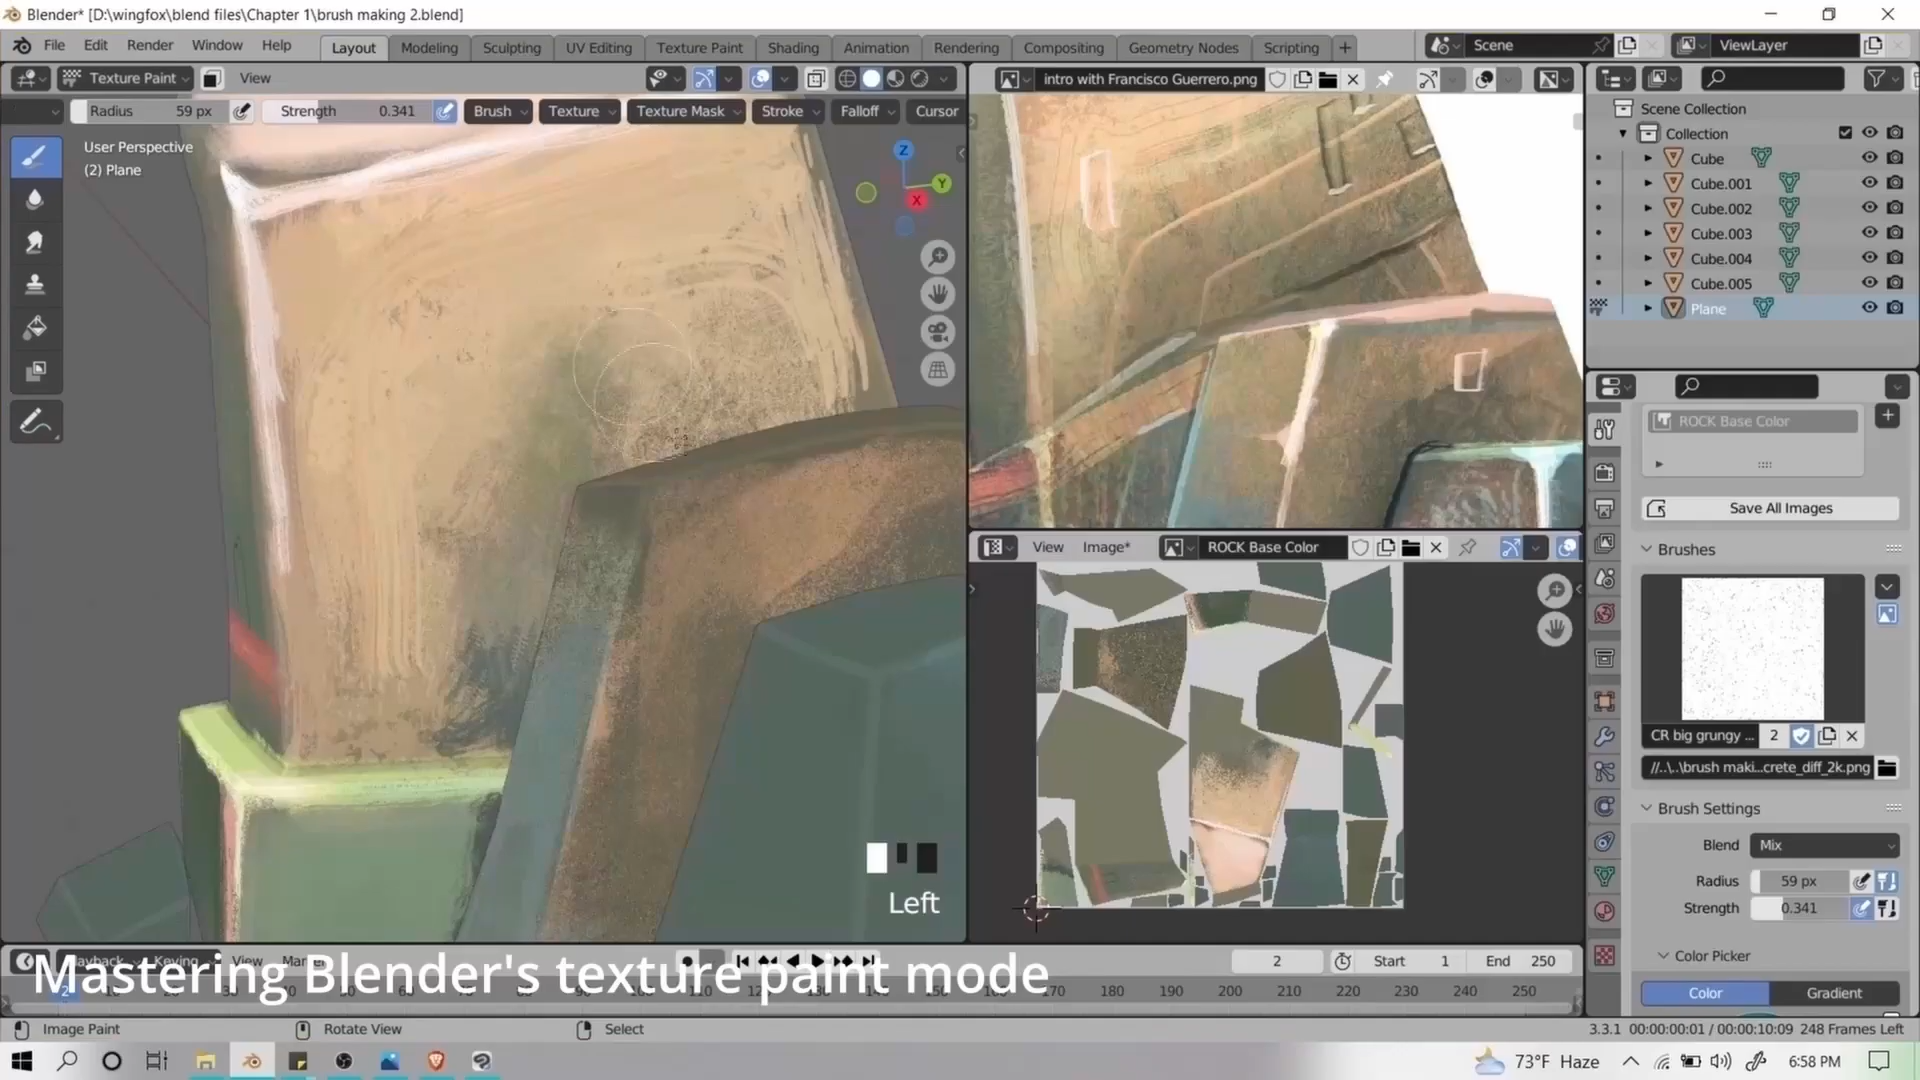 Blender* [D:\wingfox\blend files\Chapter 1\brush making 2.blend]
File Edit Render Window Help Layout Modeling Sculpting UV Editing Texture Paint Shading Animation Rendering Compositing Geometry Nodes Scripting + Scene ViewLayer
Texture Paint View
intro with Francisco Guerrero.png
Radius 59 px Strength 0.341 Brush Texture Texture Mask Stroke Falloff Cursor
User Perspective
(2) Plane
Z
Y
X
Scene Collection
Collection
Cube
Cube.001
Cube.002
Cube.003
Cube.004
Cube.005
Plane
ROCK Base Color
Save All Images
View Image* ROCK Base Color
Brushes
CR big grungy ... 2
//..\..\brush maki...crete_diff_2k.png
Brush Settings
Blend Mix
Radius 59 px
Strength 0.341
Color Picker
Color Gradient
Left
Keying View
2 Start 1 End 250
Mastering Blender's texture paint mode
170 180 190 200 210 220 230 240 250
Image Paint Rotate View Select
3.3.1 00:00:00:01 / 00:00:10:09 248 Frames Left
73°F Haze 6:58 PM